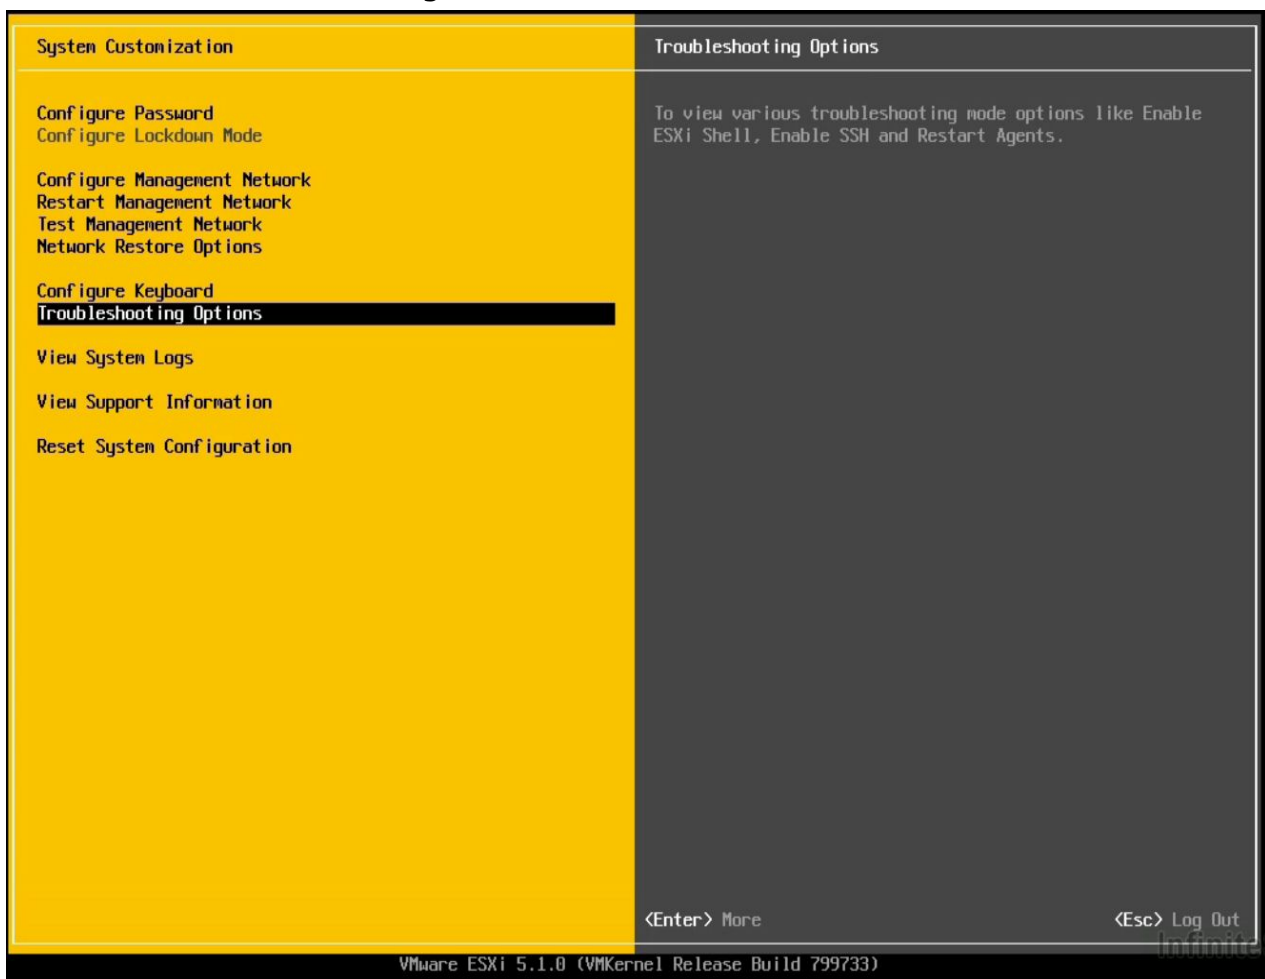 System Customization
Configure Password
Configure Lockdown Mode
Configure Management Network
Restart Management Network
Test Management Network
Network Restore Options
Configure Keyboard
Troubleshooting Options
View System Logs
View Support Information
Reset System Configuration
Troubleshooting Options
To view various troubleshooting mode options like Enable
ESXi Shell, Enable SSH and Restart Agents.
<Enter> More
<Esc> Log Out
Infinite
VMware ESXi 5.1.0 (VMKernel Release Build 799733)